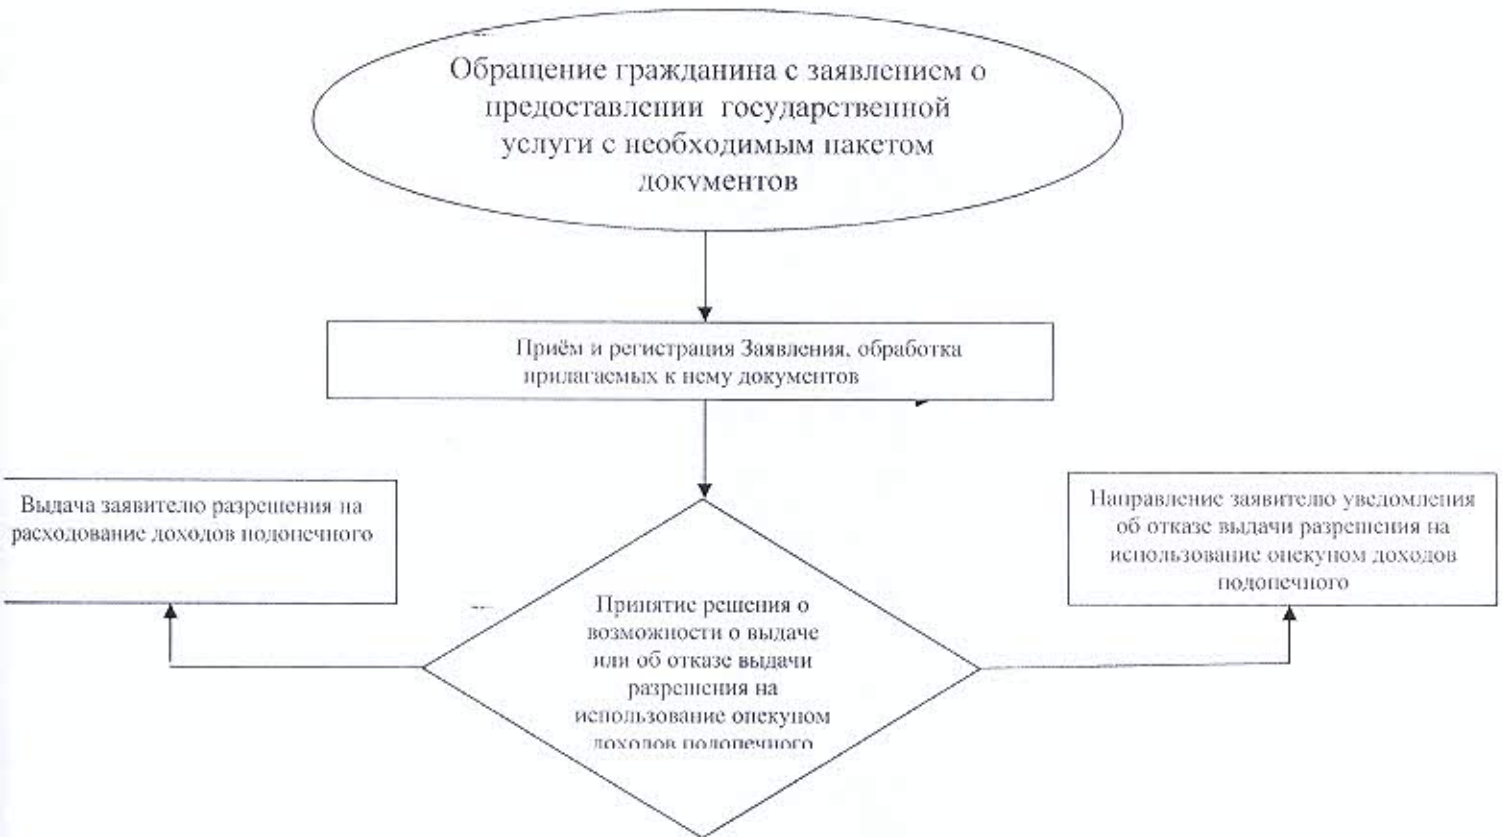 Обращение гражданина с заявлением о
предоставлении государственной
услуги с необходимым пакетом
документов
Приём и регистрация Заявления, обработка
прилагаемых к нему документов
Выдача заявителю разрешения на
расходование доходов подопечного
Направление заявителю уведомления
об отказе выдачи разрешения на
использование опекуном доходов
подопечного
Принятие решения о
возможности о выдаче
или об отказе выдачи
разрешения на
использование опекуном
доходов подопечного